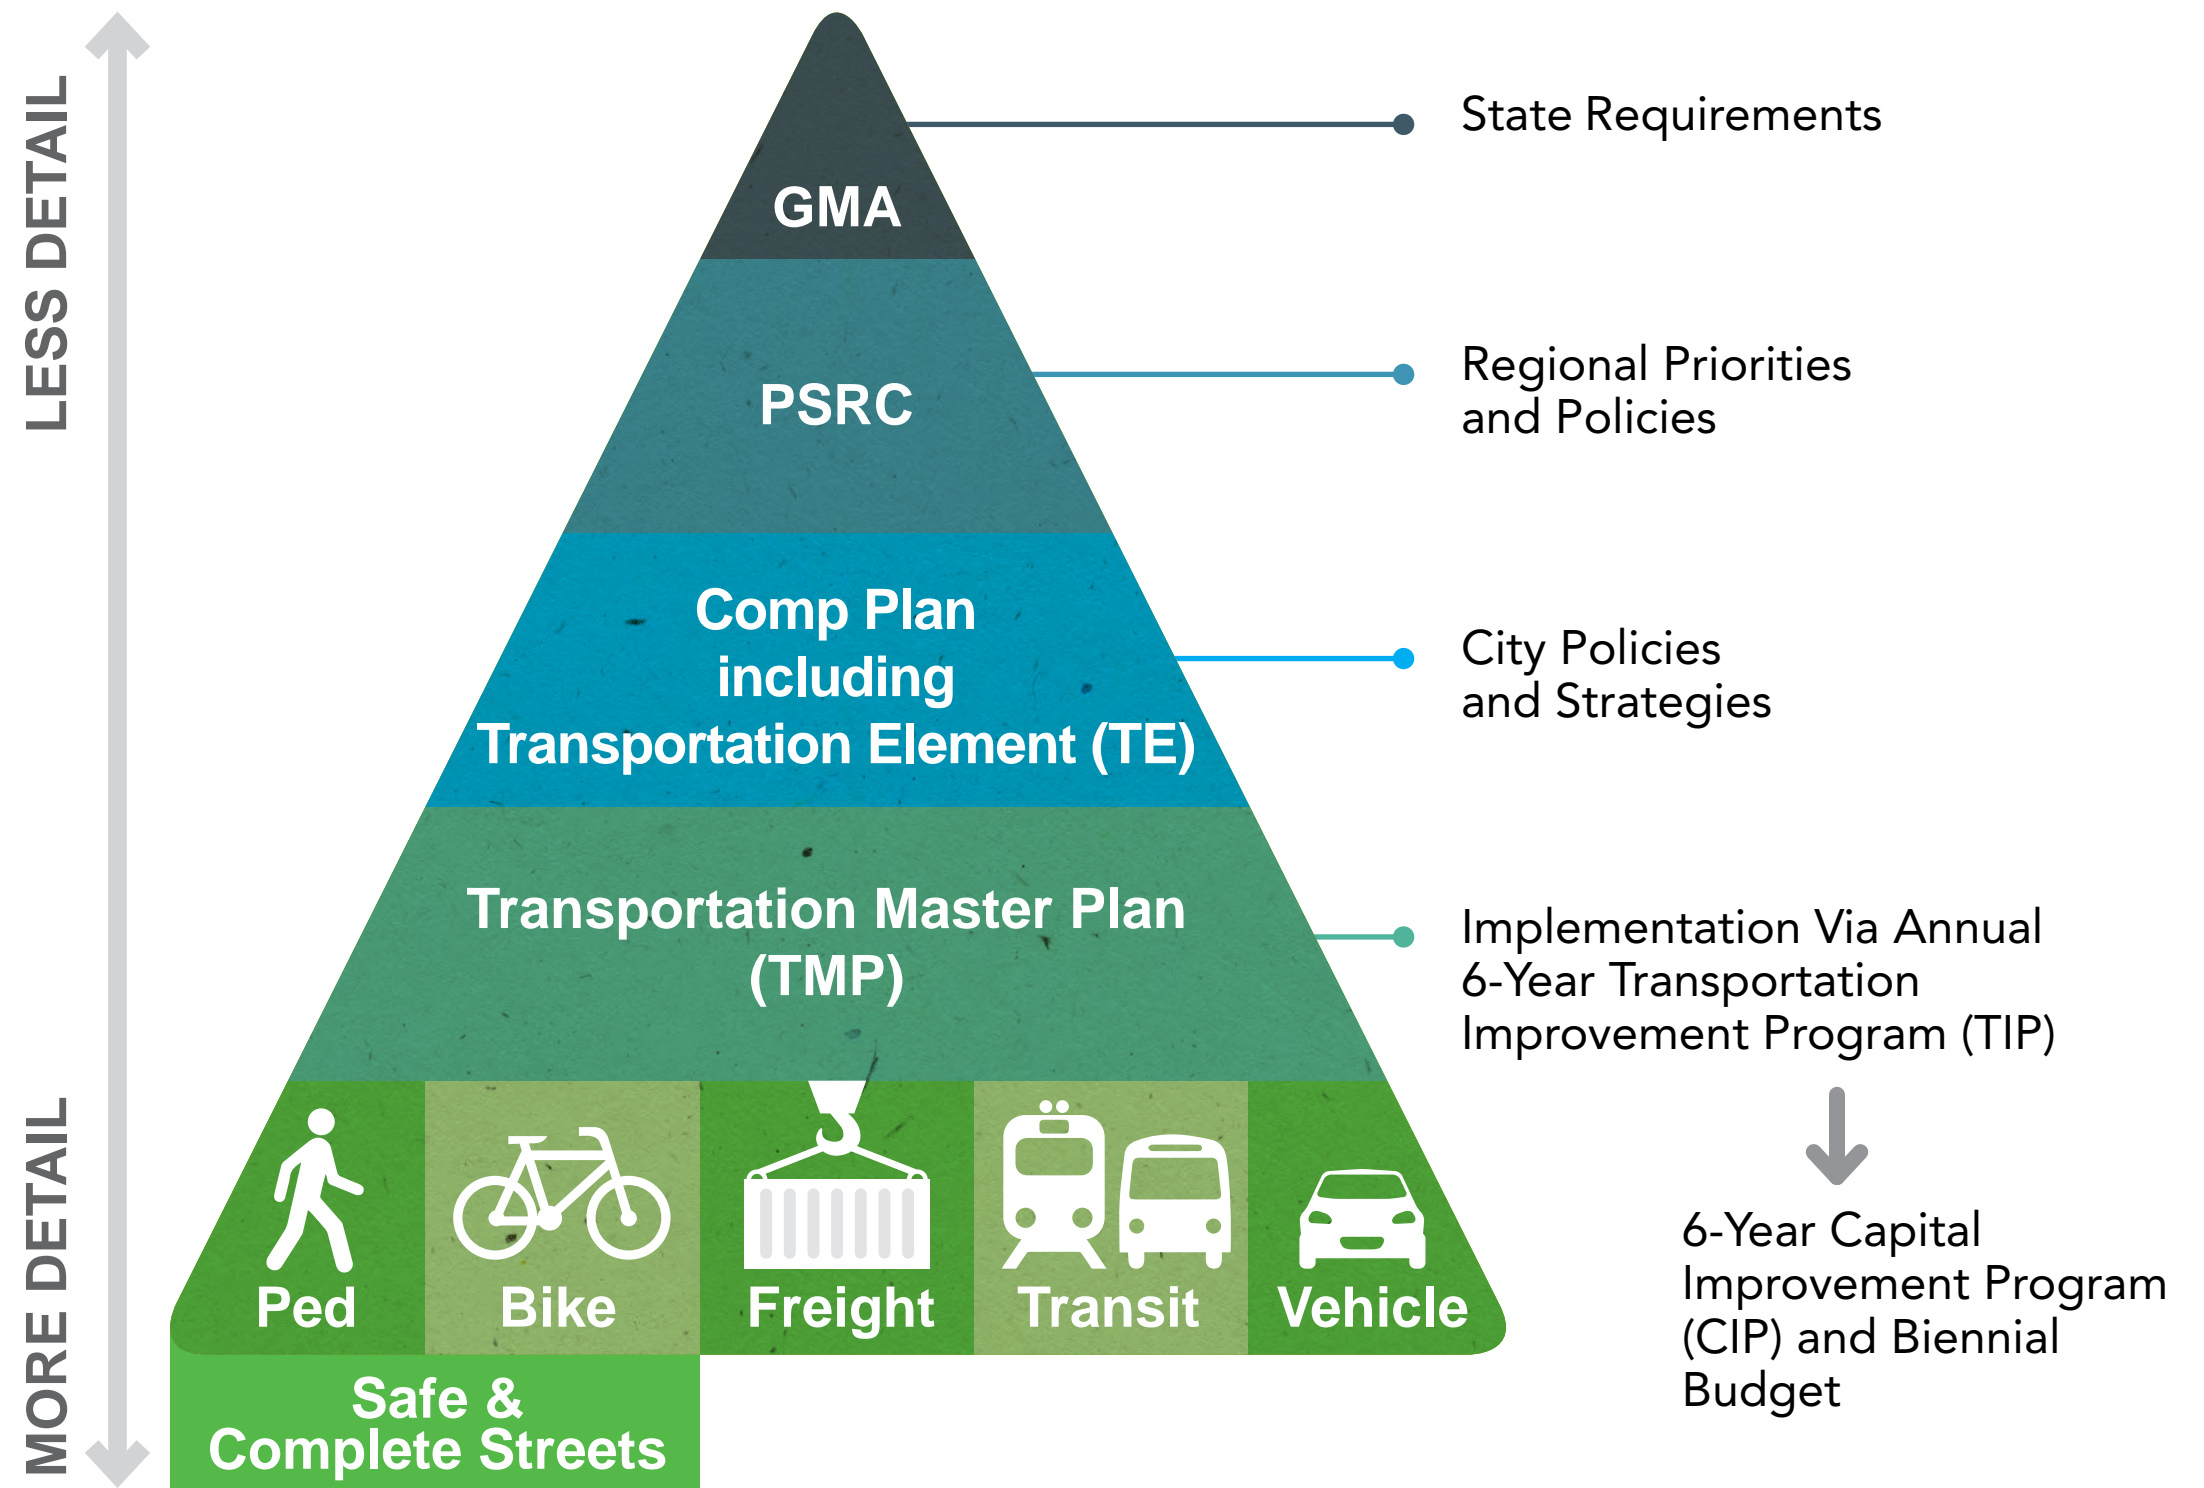 LESS DETAIL
MORE DETAIL
GMA
State Requirements
PSRC
Regional Priorities
and Policies
Comp Plan
including
Transportation Element (TE)
City Policies
and Strategies
Transportation Master Plan
(TMP)
Implementation Via Annual
6-Year Transportation
Improvement Program (TIP)
6-Year Capital
Improvement Program
(CIP) and Biennial
Budget
Ped
Bike
Freight
Transit
Vehicle
Safe &
Complete Streets